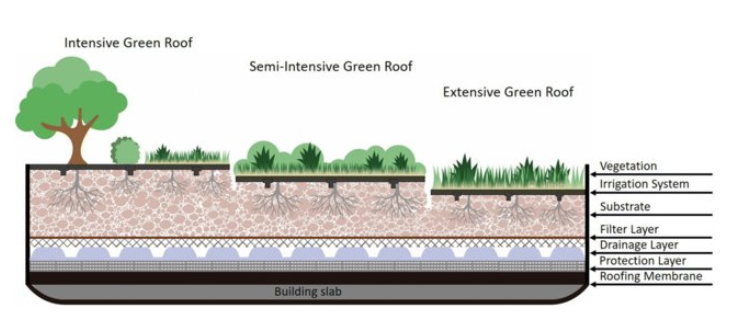 Intensive Green Roof
Semi-Intensive Green Roof
Extensive Green Roof
Vegetation
Irrigation System
Substrate
Filter Layer
Drainage Layer
Protection Layer
Roofing Membrane
Building slab